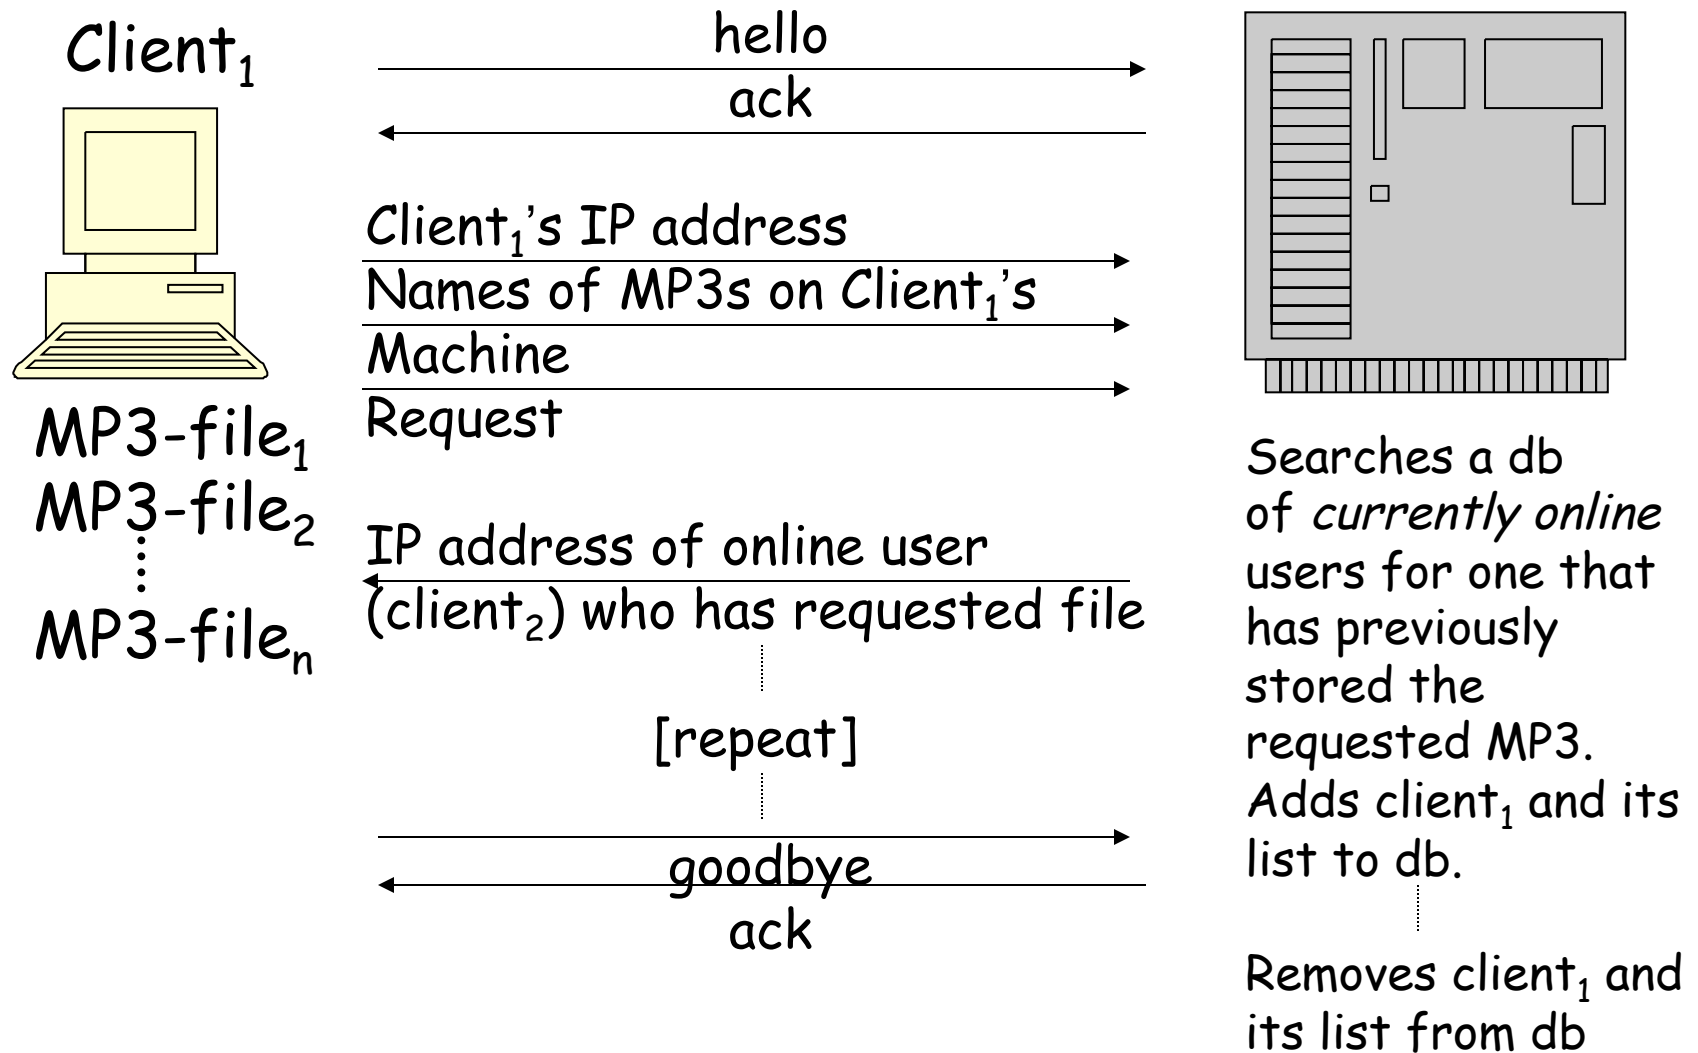 Client₁
MP3-file₁
MP3-file₂
MP3-fileₙ
hello
ack
Client₁’s IP address
Names of MP3s on Client₁’s
Machine
Request
IP address of online user
(client₂) who has requested file
[repeat]
goodbye
ack
Searches a db
of currently online
users for one that
has previously
stored the
requested MP3.
Adds client₁ and its
list to db.
Removes client₁ and
its list from db